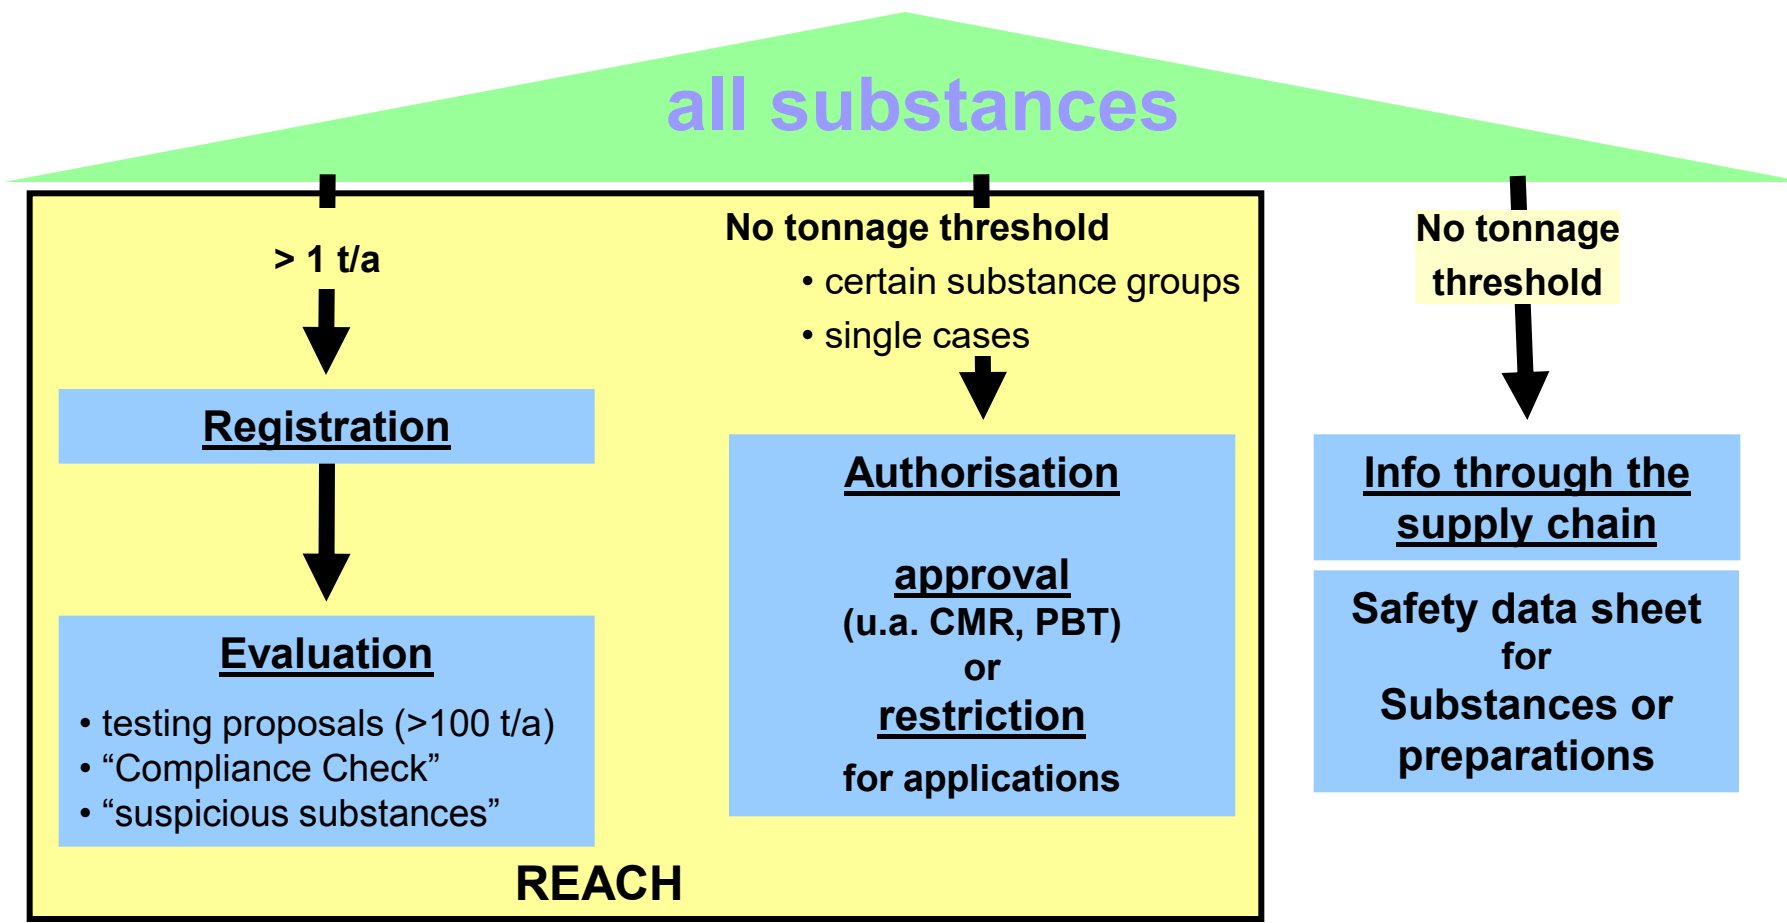 all substances
> 1 t/a
Registration
Evaluation
• testing proposals (>100 t/a)
• “Compliance Check”
• “suspicious substances”
No tonnage threshold
• certain substance groups
• single cases
Authorisation
approval
(u.a. CMR, PBT)
or
restriction
for applications
REACH
No tonnage
threshold
Info through the
supply chain
Safety data sheet
for
Substances or
preparations